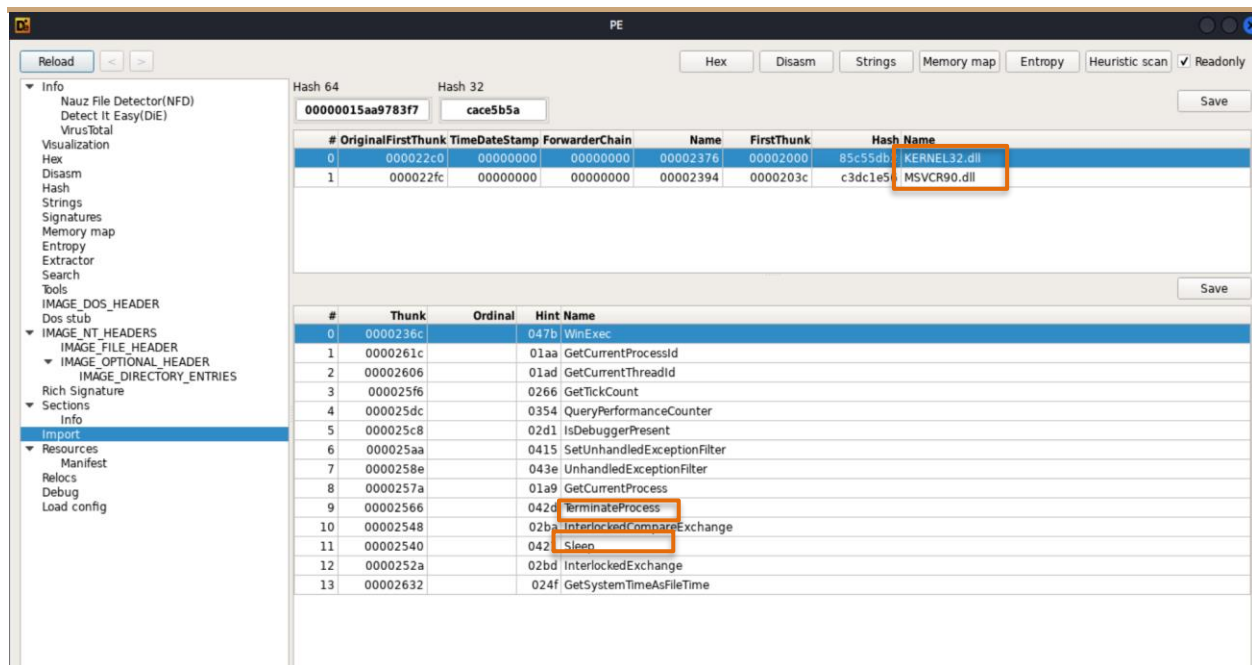 PE
Reload < > Hex Disasm Strings Memory map Entropy Heuristic scan Readonly
Info
Nauz File Detector(NFD)
Detect It Easy(DiE)
VirusTotal
Visualization
Hex
Disasm
Hash
Strings
Signatures
Memory map
Entropy
Extractor
Search
Tools
IMAGE_DOS_HEADER
Dos stub
IMAGE_NT_HEADERS
IMAGE_FILE_HEADER
IMAGE_OPTIONAL_HEADER
IMAGE_DIRECTORY_ENTRIES
Rich Signature
Sections
Info
Import
Resources
Manifest
Relocs
Debug
Load config
Hash 64 Hash 32
00000015aa9783f7 cace5b5a
Save
# OriginalFirstThunk TimeDateStamp ForwarderChain Name FirstThunk Hash Name
0 000022c0 00000000 00000000 00002376 00002000 KERNEL32.dll
1 000022fc 00000000 00000000 00002394 0000203c c3dc1e56 MSVCR90.dll
Save
# Thunk Ordinal Hint Name
0 0000236c 047b WinExec
1 0000261c 01aa GetCurrentProcessId
2 00002606 01ad GetCurrentThreadId
3 000025f6 0266 GetTickCount
4 000025dc 0354 QueryPerformanceCounter
5 000025c8 02d1 IsDebuggerPresent
6 000025aa 0415 SetUnhandledExceptionFilter
7 0000258e 043e UnhandledExceptionFilter
8 0000257a 01a9 GetCurrentProcess
9 00002566 042d TerminateProcess
10 00002548 02ba InterlockedCompareExchange
11 00002540 Sleep
12 0000252a 02bd InterlockedExchange
13 00002632 024f GetSystemTimeAsFileTime